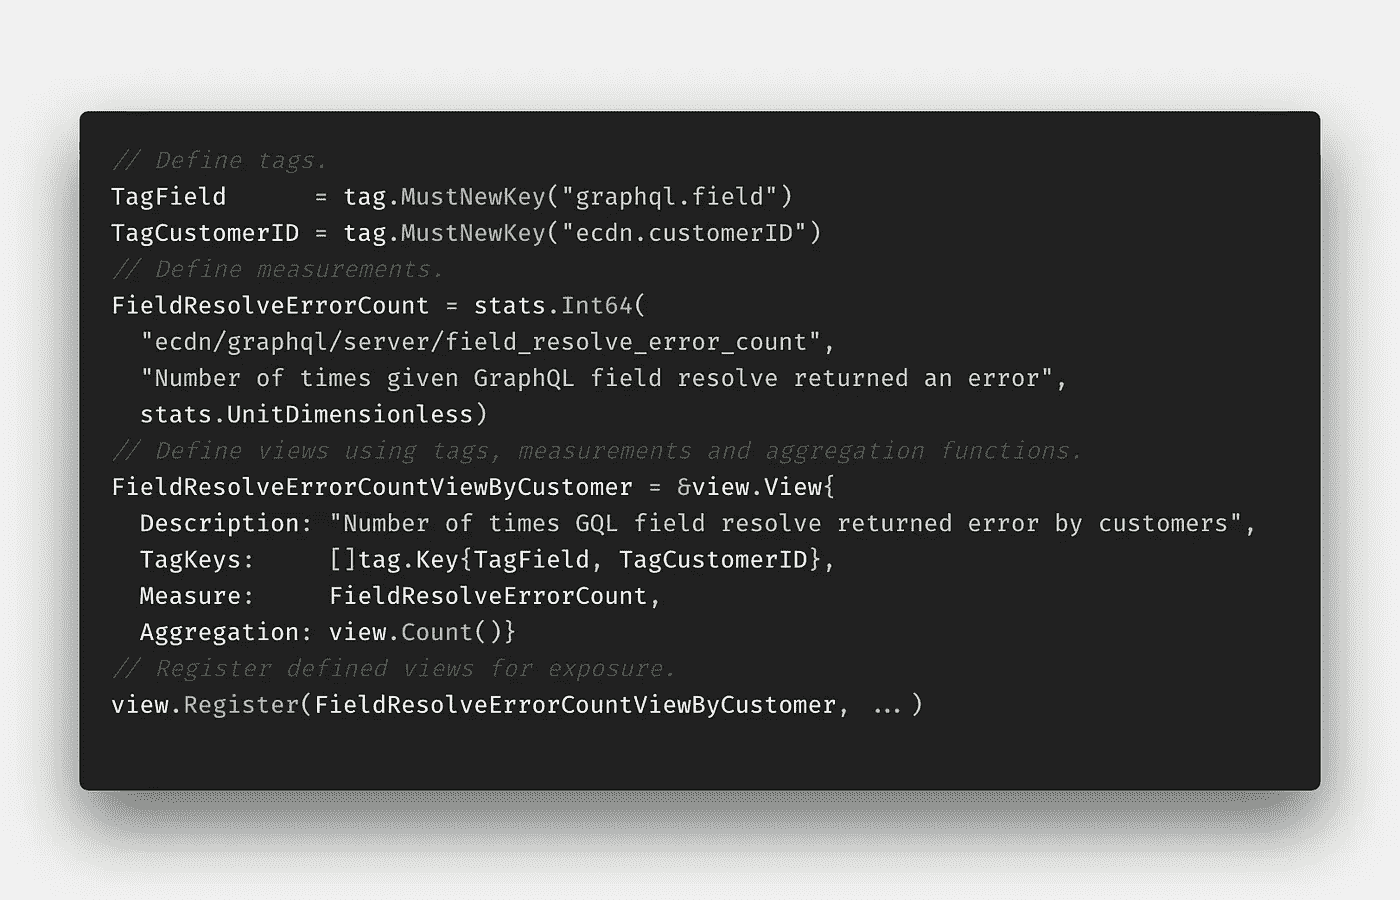 // Define tags.
TagField      = tag.MustNewKey("graphql.field")
TagCustomerID = tag.MustNewKey("ecdn.customerID")
// Define measurements.
FieldResolveErrorCount = stats.Int64(
  "ecdn/graphql/server/field_resolve_error_count",
  "Number of times given GraphQL field resolve returned an error",
  stats.UnitDimensionless)
// Define views using tags, measurements and aggregation functions.
FieldResolveErrorCountViewByCustomer = &view.View{
  Description: "Number of times GQL field resolve returned error by customers",
  TagKeys:     []tag.Key{TagField, TagCustomerID},
  Measure:     FieldResolveErrorCount,
  Aggregation: view.Count()}
// Register defined views for exposure.
view.Register(FieldResolveErrorCountViewByCustomer, ...)